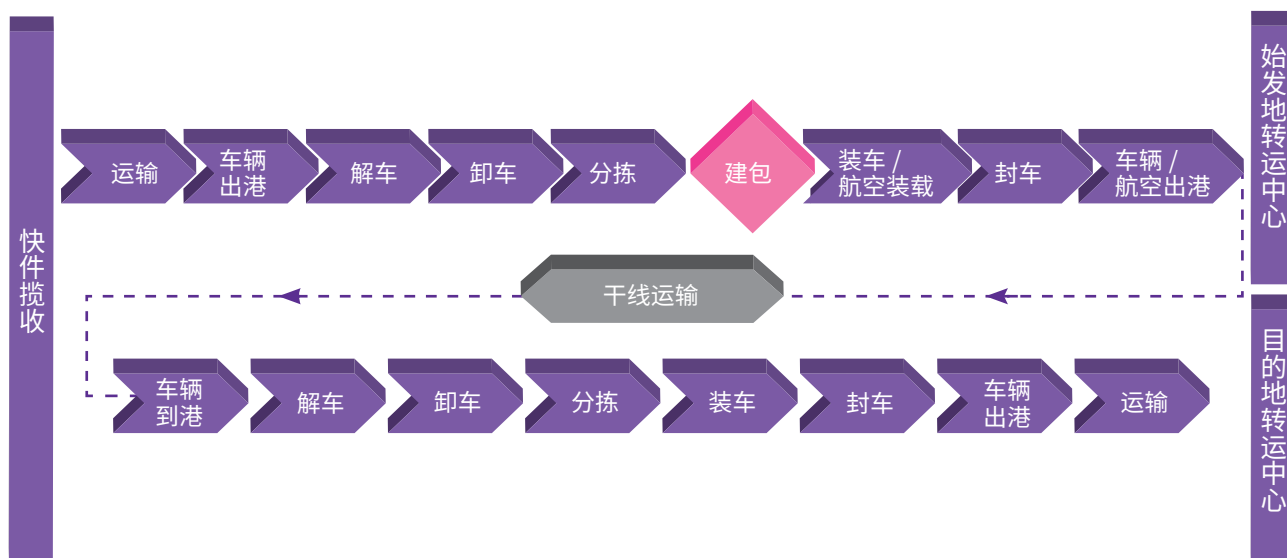 快件揽收
运输
车辆
出港
解车
卸车
分拣
建包
装车 /
航空装载
封车
车辆 /
航空出港
始发地转运中心
干线运输
车辆
到港
解车
卸车
分拣
装车
封车
车辆
出港
运输
目的地转运中心